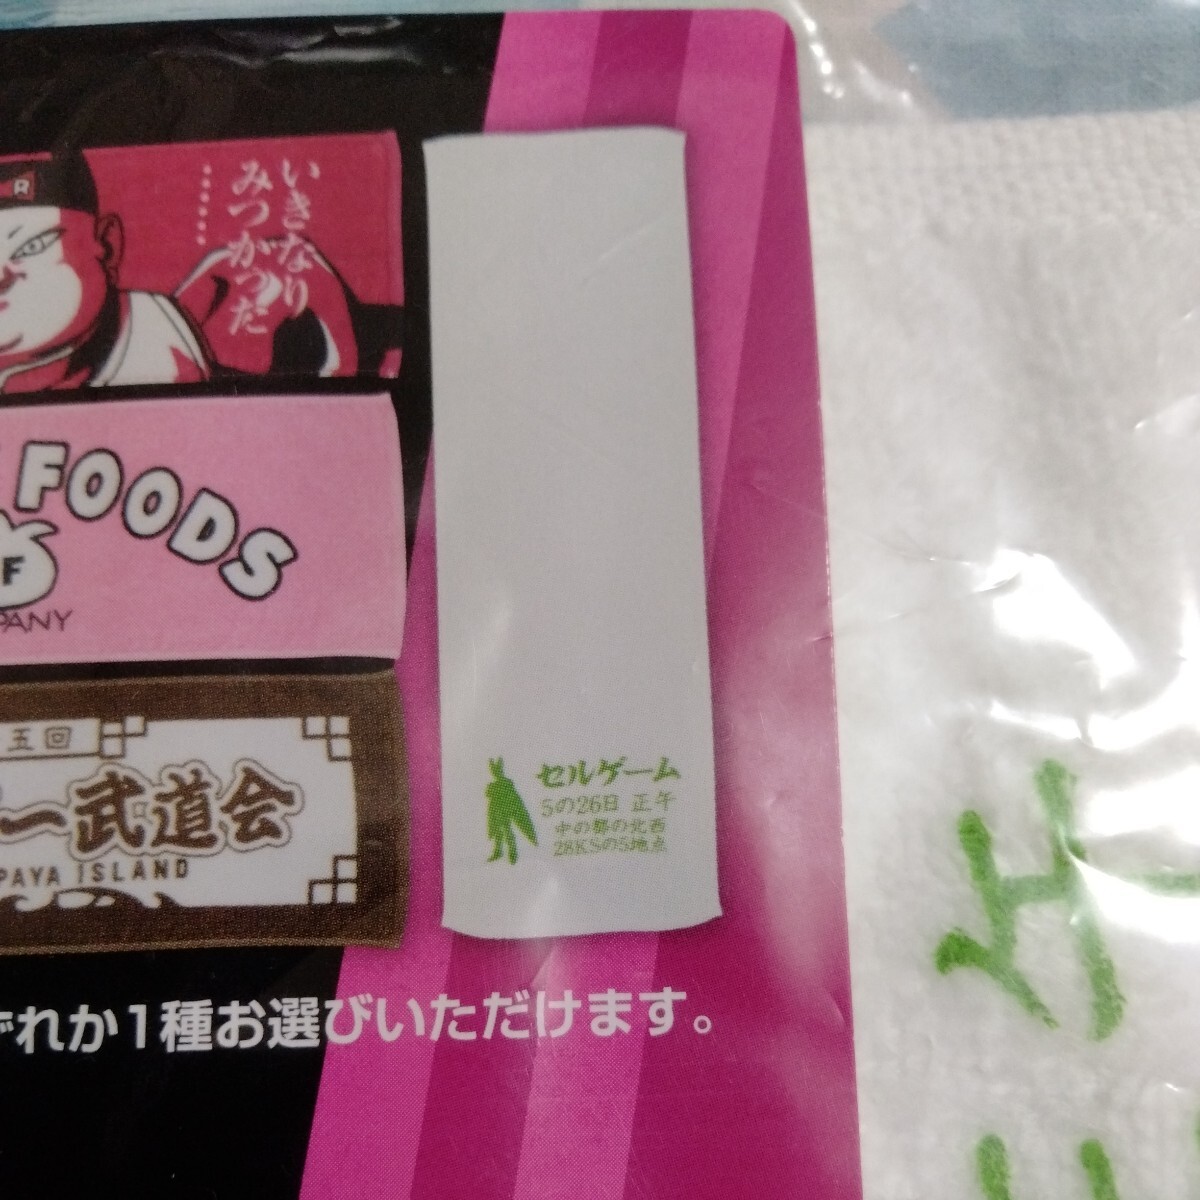 R
いきなり
みつかった
……
FOODS
F
PANY
五回
武道会
PAYA ISLAND
セルゲーム
5の26日 正午
中の都の北西
28KSの5地点
ぞれか1種お選びいただけます。